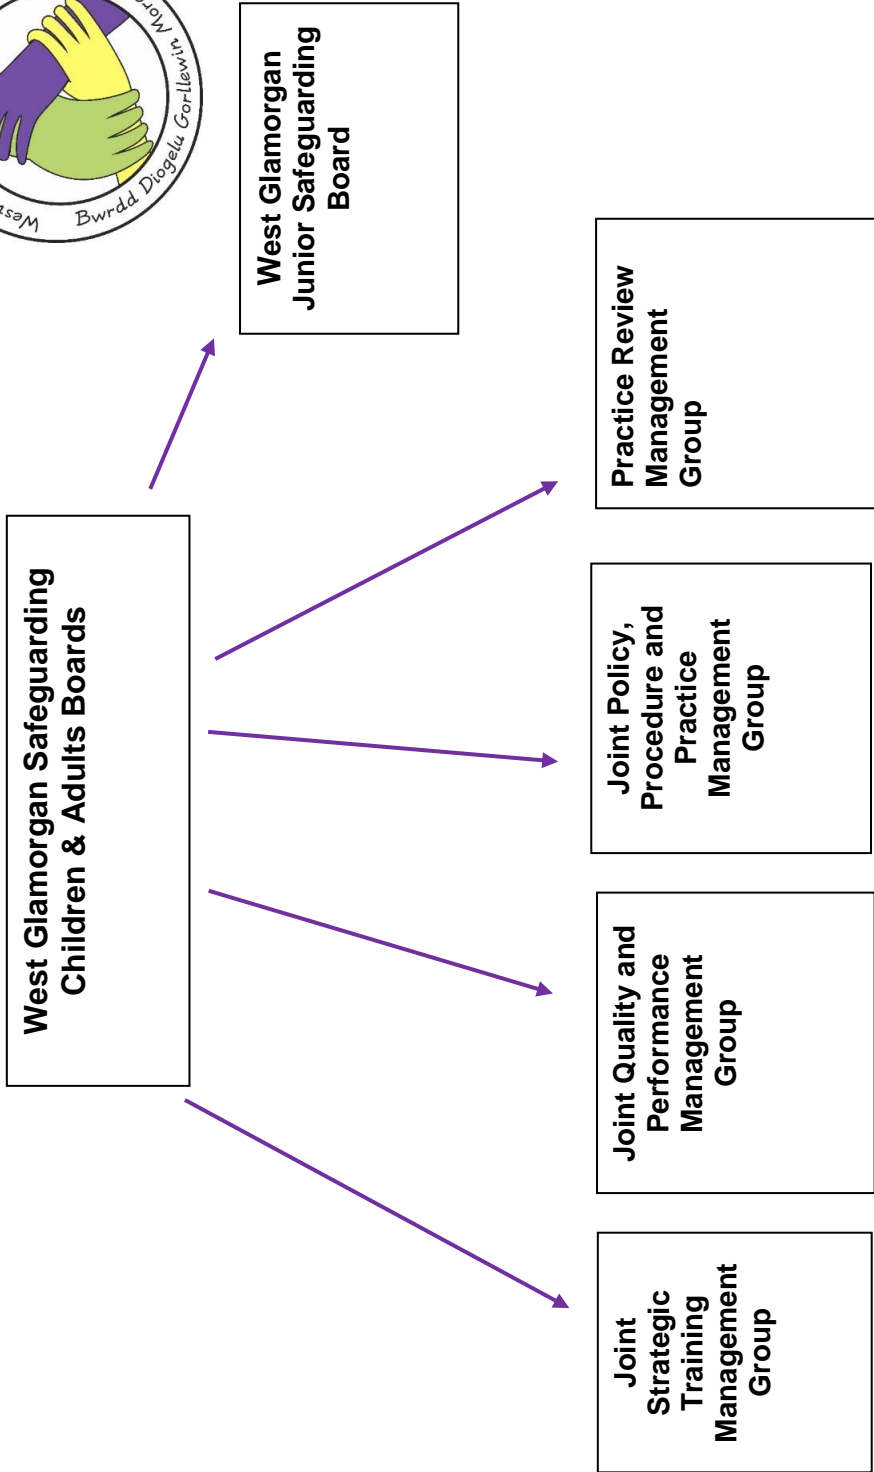 West Glamorgan Safeguarding
Children & Adults Boards
West Glamorgan
Junior Safeguarding
Board
Joint
Strategic
Training
Management
Group
Joint Quality and
Performance
Management
Group
Joint Policy,
Procedure and
Practice
Management
Group
Practice Review
Management
Group
Bwrdd Diogelu Gorllewin